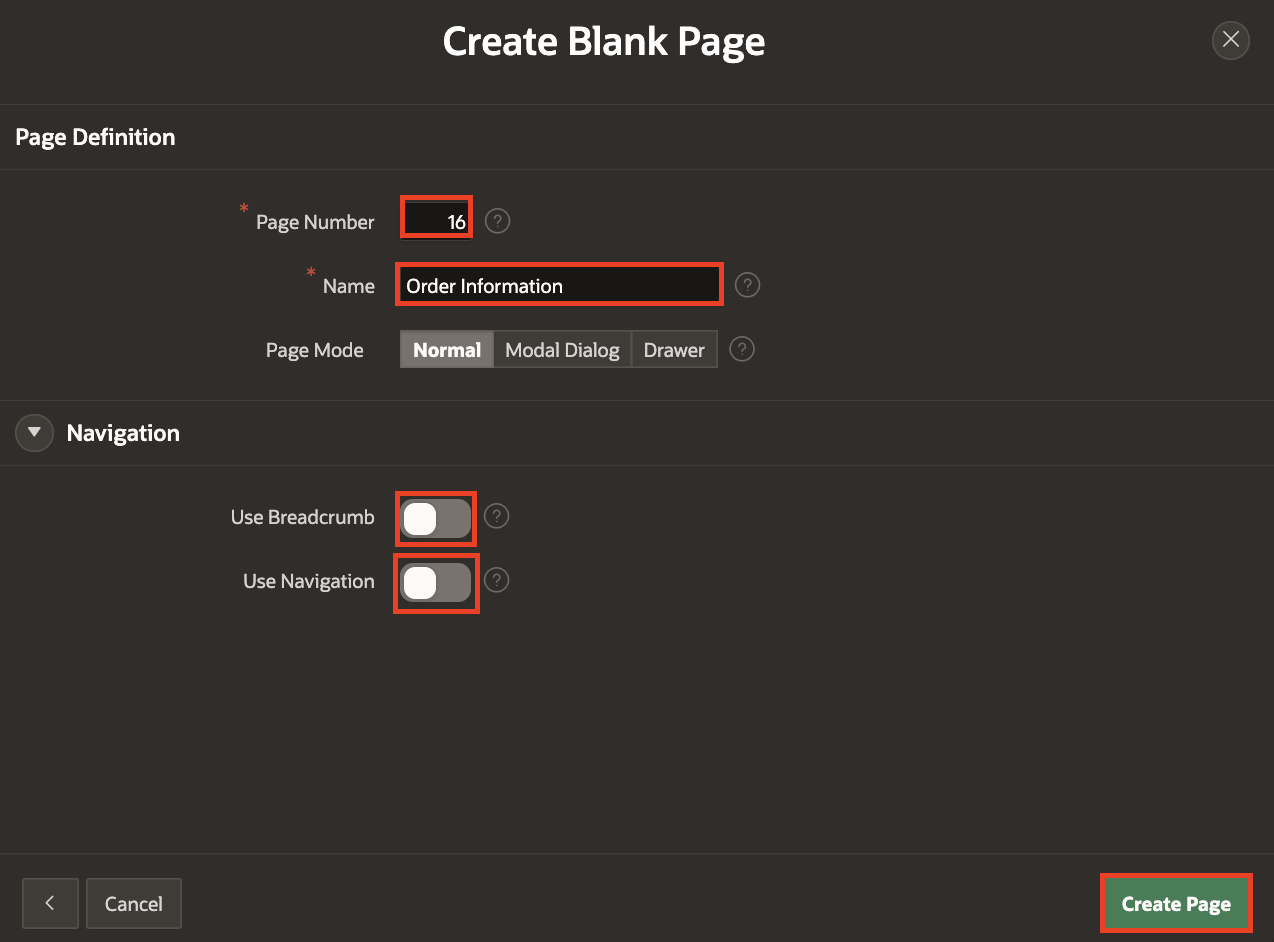 Create Blank Page
Page Definition
* Page Number 16 ?
* Name Order Information ?
Page Mode Normal Modal Dialog Drawer ?
Navigation
Use Breadcrumb ?
Use Navigation ?
Cancel Create Page